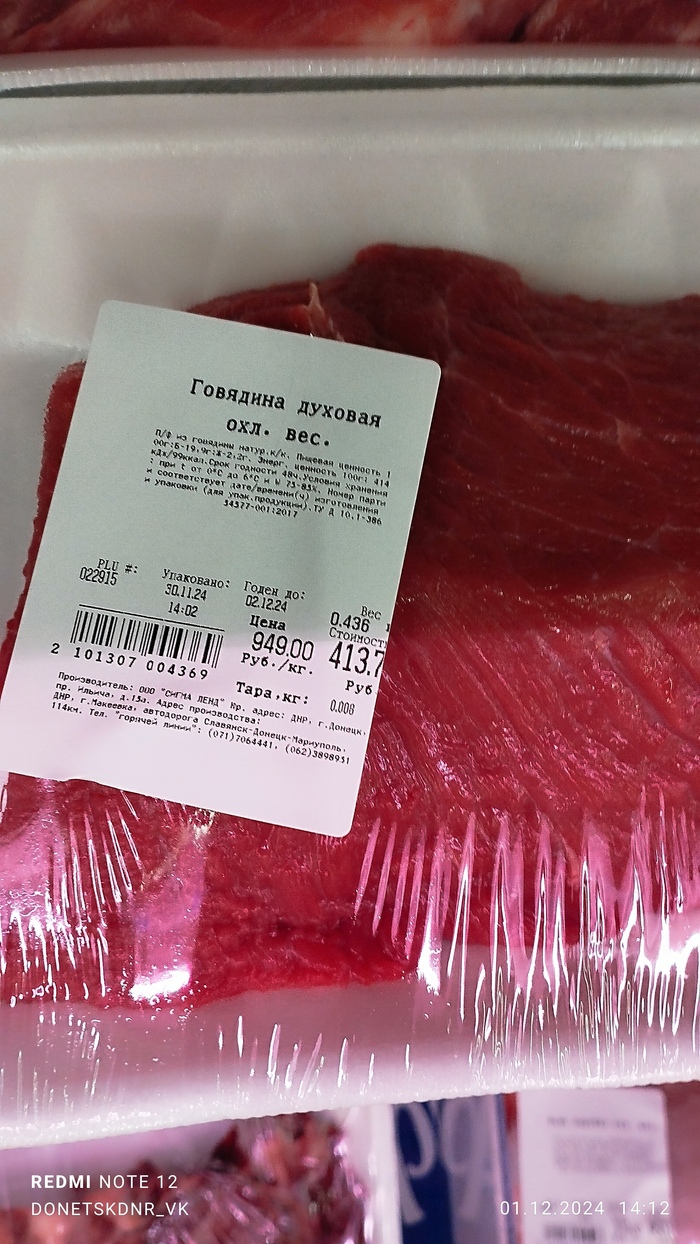 Говядина духовая
охл. вес.
П/ф из говядины натур.к/к. Пищевая ценность 1
00г:Б-19.9г;Ж-2.2г. Энерг. ценность 100г: 414
кДж/99ккал.Срок годности 48ч.Условия хранения
: при t от 0°C до 6°C и W 75-85%. Номер парти
и соответствует дате/времени(ч) изготовления
и упаковки (для упак.продукции).ТУ Д 10.1-386
34577-001:2017
PLU #: Упаковано: Годен до: Вес
022915 30.11.24 02.12.24 0.436
14:02 Цена Стоимость
949.00 413.7
Руб./кг. Руб
2 101307 004369
Тара,кг: 0.008
Производитель: ООО "СИГМА ЛЕНД" Юр. адрес: ДНР, г.Донецк,
пр. Ильича, д.15а. Адрес производства:
ДНР, г.Макеевка, автодорога Славянск-Донецк-Мариуполь,
114км. Тел. "горячей линии": (071)7064441, (062)3898951
REDMI NOTE 12
DONETSKDNR_VK
01.12.2024 14:12